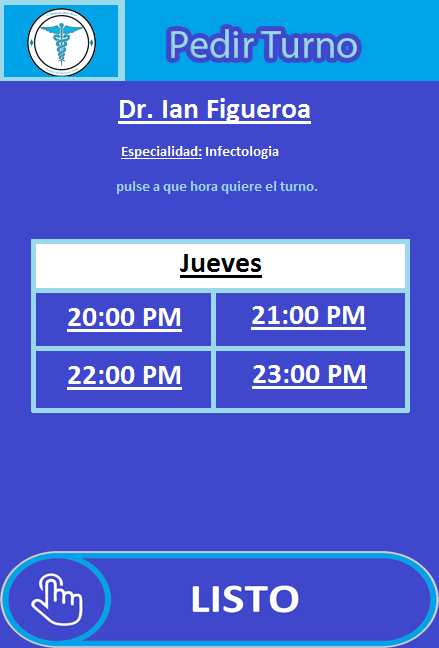 Pedir Turno
Dr. Ian Figueroa
Especialidad: Infectologia
pulse a que hora quiere el turno.
Jueves
20:00 PM 21:00 PM
22:00 PM 23:00 PM
LISTO